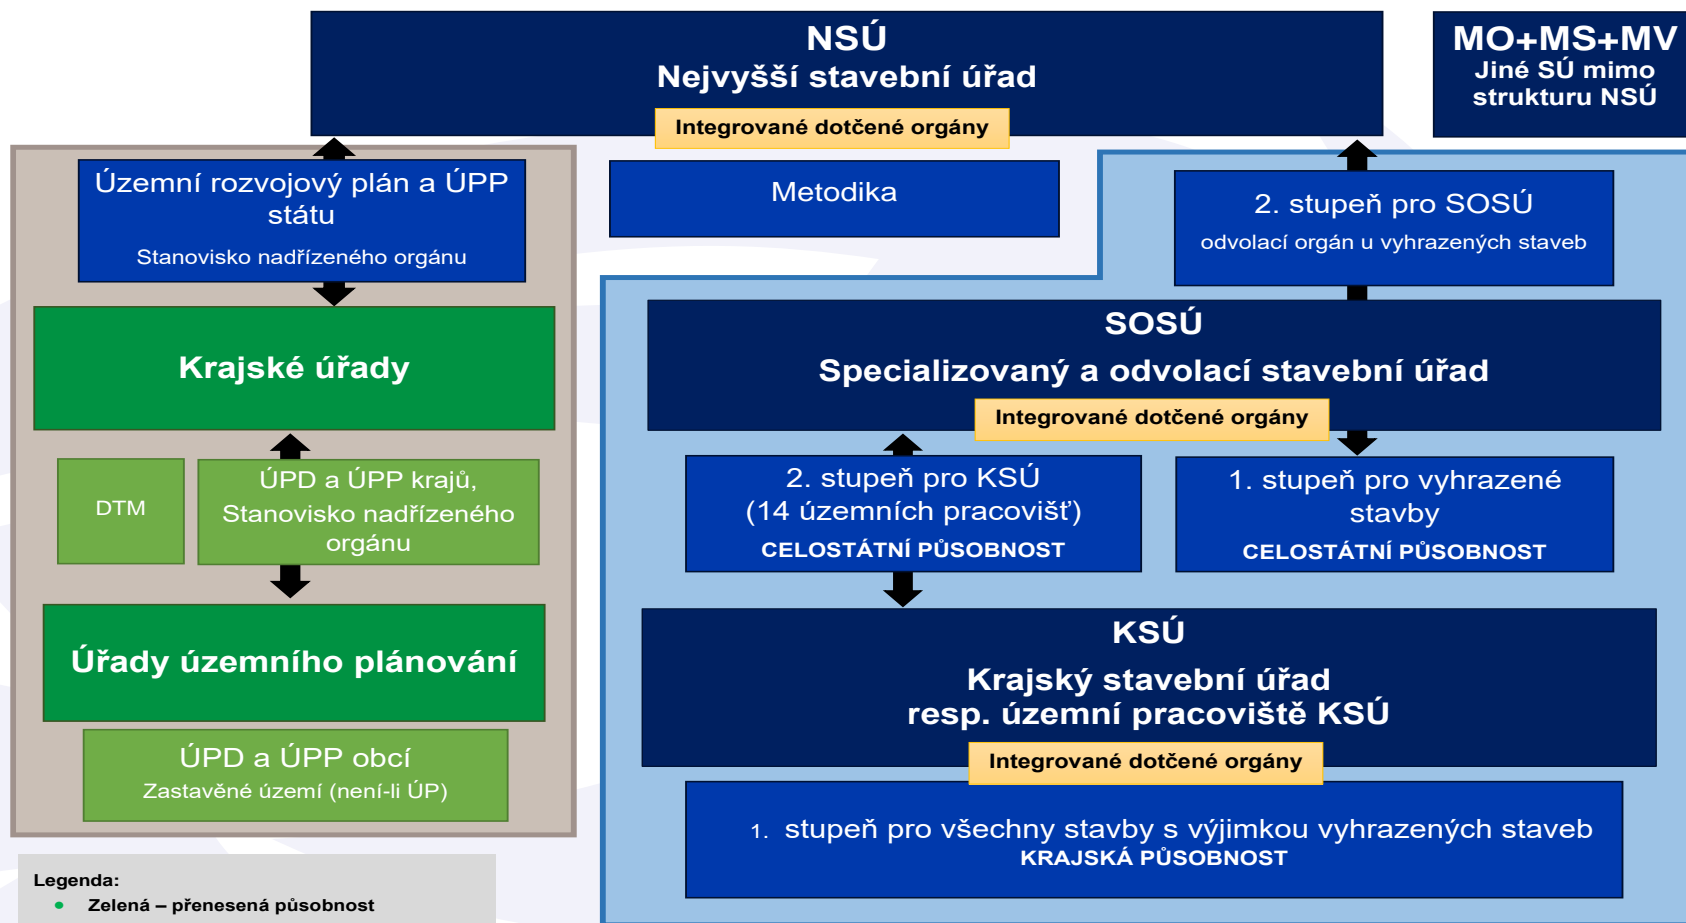 NSÚ
Nejvyšší stavební úřad
Integrované dotčené orgány
MO+MS+MV
Jiné SÚ mimo
strukturu NSÚ
Územní rozvojový plán a ÚPP
státu
Stanovisko nadřízeného orgánu
Metodika
2. stupeň pro SOSÚ
odvolací orgán u vyhrazených staveb
Krajské úřady
SOSÚ
Specializovaný a odvolací stavební úřad
Integrované dotčené orgány
DTM
ÚPD a ÚPP krajů,
Stanovisko nadřízeného
orgánu
2. stupeň pro KSÚ
(14 územních pracovišť)
CELOSTÁTNÍ PŮSOBNOST
1. stupeň pro vyhrazené
stavby
CELOSTÁTNÍ PŮSOBNOST
Úřady územního plánování
KSÚ
Krajský stavební úřad
resp. územní pracoviště KSÚ
Integrované dotčené orgány
ÚPD a ÚPP obcí
Zastavěné území (není-li ÚP)
1. stupeň pro všechny stavby s výjimkou vyhrazených staveb
KRAJSKÁ PŮSOBNOST
Legenda:
• Zelená – přenesená působnost